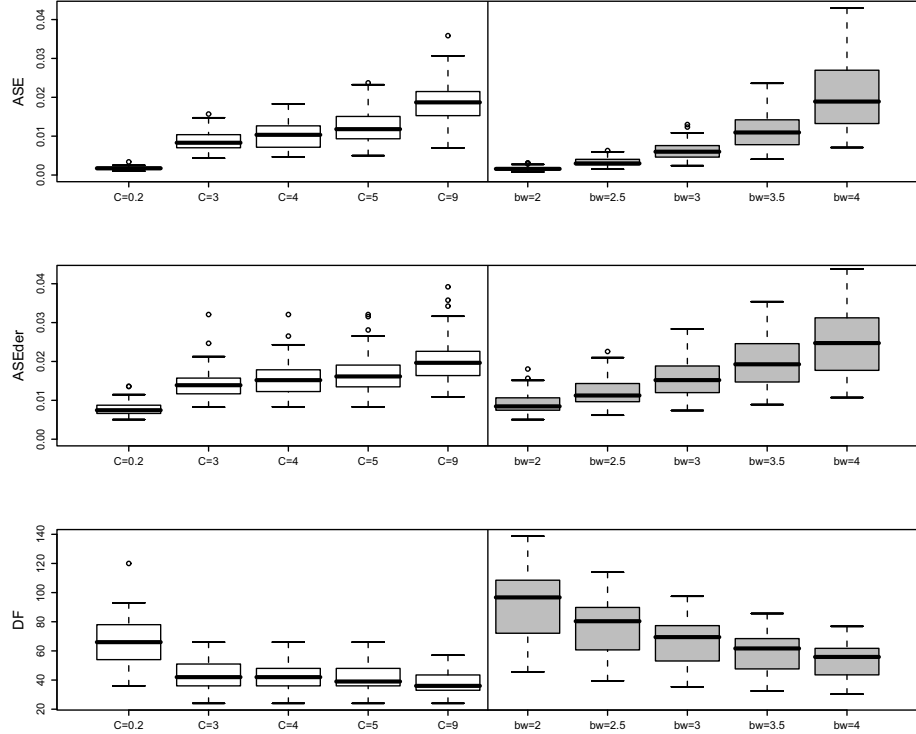 ASE
0.00 0.01 0.02 0.03 0.04
C=0.2 C=3 C=4 C=5 C=9 bw=2 bw=2.5 bw=3 bw=3.5 bw=4
ASEder
0.00 0.01 0.02 0.03 0.04
C=0.2 C=3 C=4 C=5 C=9 bw=2 bw=2.5 bw=3 bw=3.5 bw=4
DF
20 40 60 80 100 120 140
C=0.2 C=3 C=4 C=5 C=9 bw=2 bw=2.5 bw=3 bw=3.5 bw=4